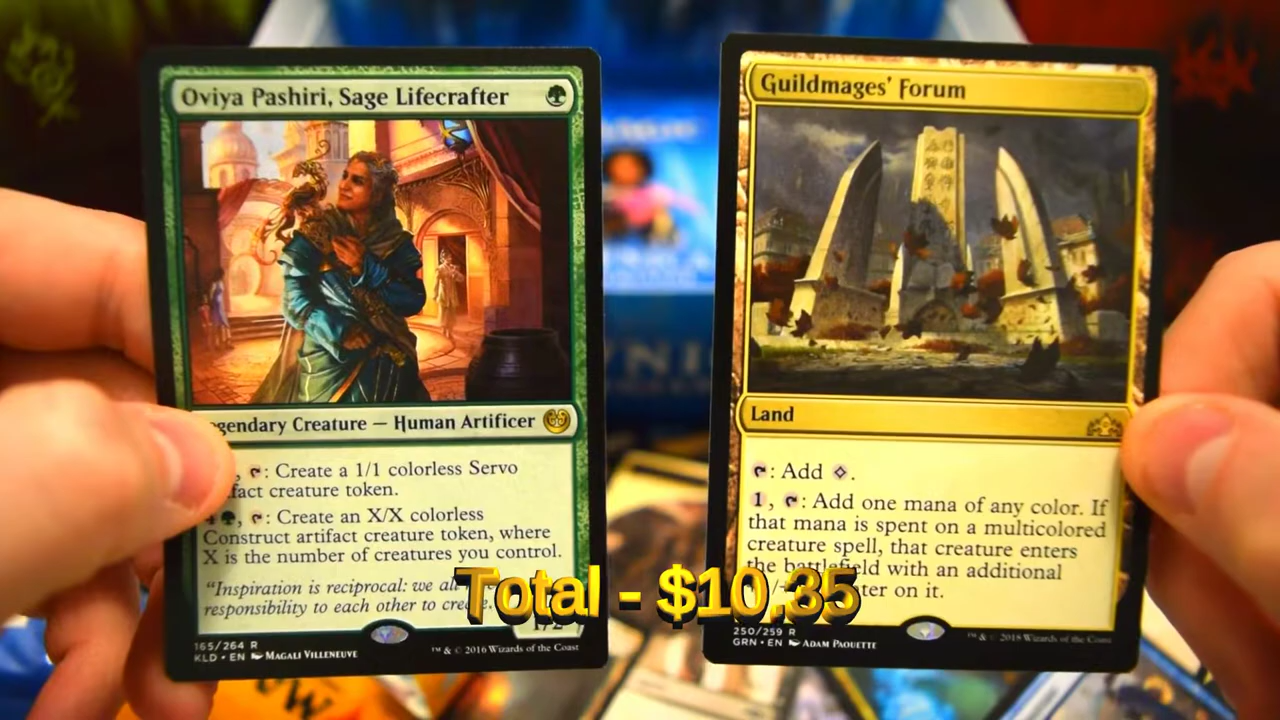 Oviya Pashiri, Sage Lifecrafter
gendary Creature — Human Artificer
: Create a 1/1 colorless Servo
fact creature token.
: Create an X/X colorless
Construct artifact creature token, where
X is the number of creatures you control.
"Inspiration is reciprocal: we all
responsibility to each other to create.
165/264 R
KLD • EN MAGALI VILLENEUVE
™ & © 2016 Wizards of the Coast
Guildmages' Forum
Land
: Add .
1, : Add one mana of any color. If
that mana is spent on a multicolored
creature spell, that creature enters
the battlefield with an additional
on it.
250/259 R
GRN • EN ADAM PAQUETTE
™ & © 2018 Wizards of the Coast
Total - $10.35